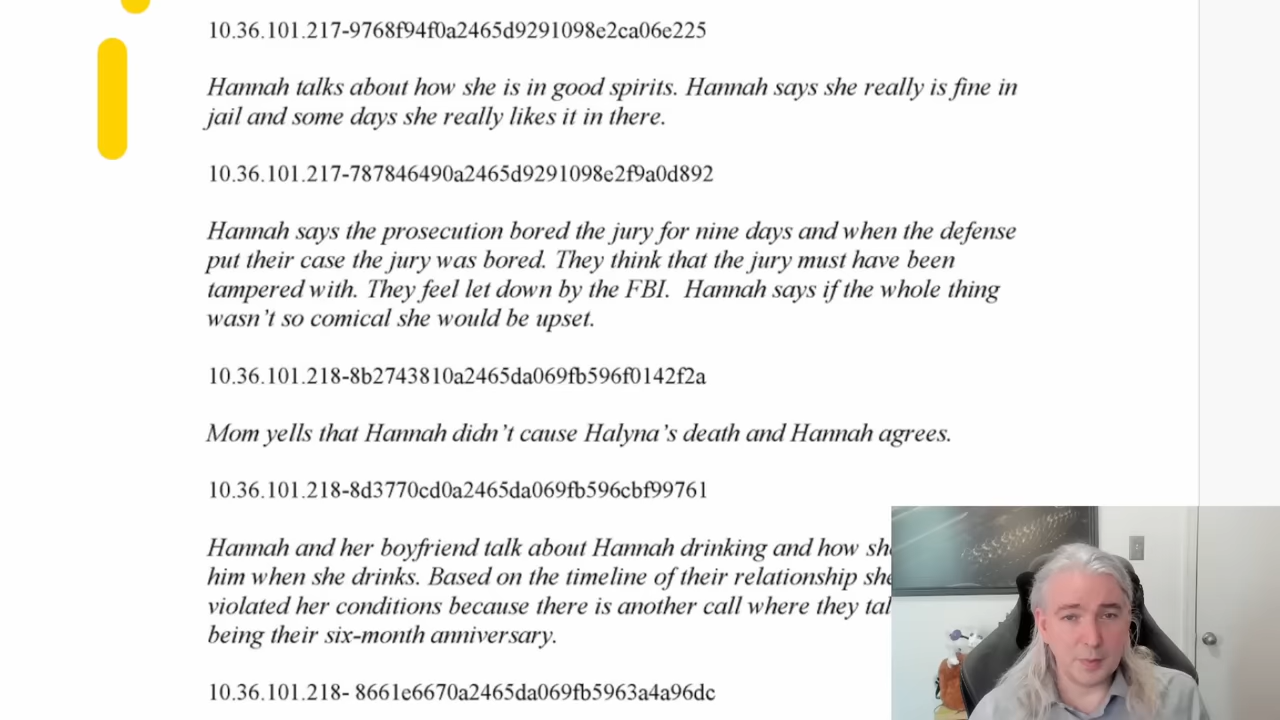 10.36.101.217-9768f94f0a2465d9291098e2ca06e225
Hannah talks about how she is in good spirits. Hannah says she really is fine in
jail and some days she really likes it in there.
10.36.101.217-787846490a2465d9291098e2f9a0d892
Hannah says the prosecution bored the jury for nine days and when the defense
put their case the jury was bored. They think that the jury must have been
tampered with. They feel let down by the FBI.  Hannah says if the whole thing
wasn't so comical she would be upset.
10.36.101.218-8b2743810a2465da069fb596f0142f2a
Mom yells that Hannah didn't cause Halyna's death and Hannah agrees.
10.36.101.218-8d3770cd0a2465da069fb596cbf99761
Hannah and her boyfriend talk about Hannah drinking and how
him when she drinks. Based on the timeline of their relationship
violated her conditions because there is another call where they
being their six-month anniversary.
10.36.101.218- 8661e6670a2465da069fb5963a4a96dc